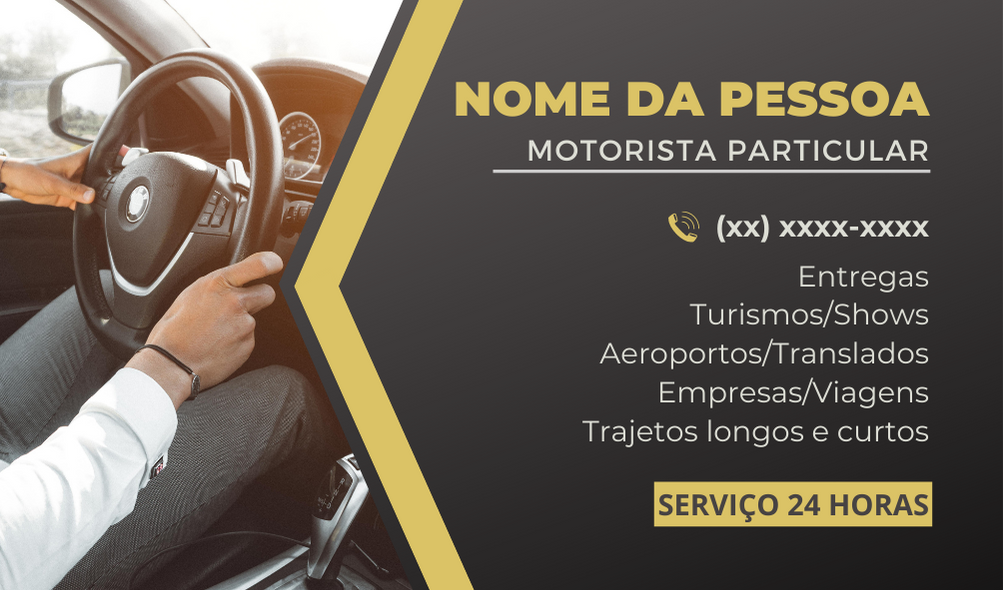 NOME DA PESSOA
MOTORISTA PARTICULAR
(xx) xxxx-xxxx
Entregas
Turismos/Shows
Aeroportos/Translados
Empresas/Viagens
Trajetos longos e curtos
SERVIÇO 24 HORAS